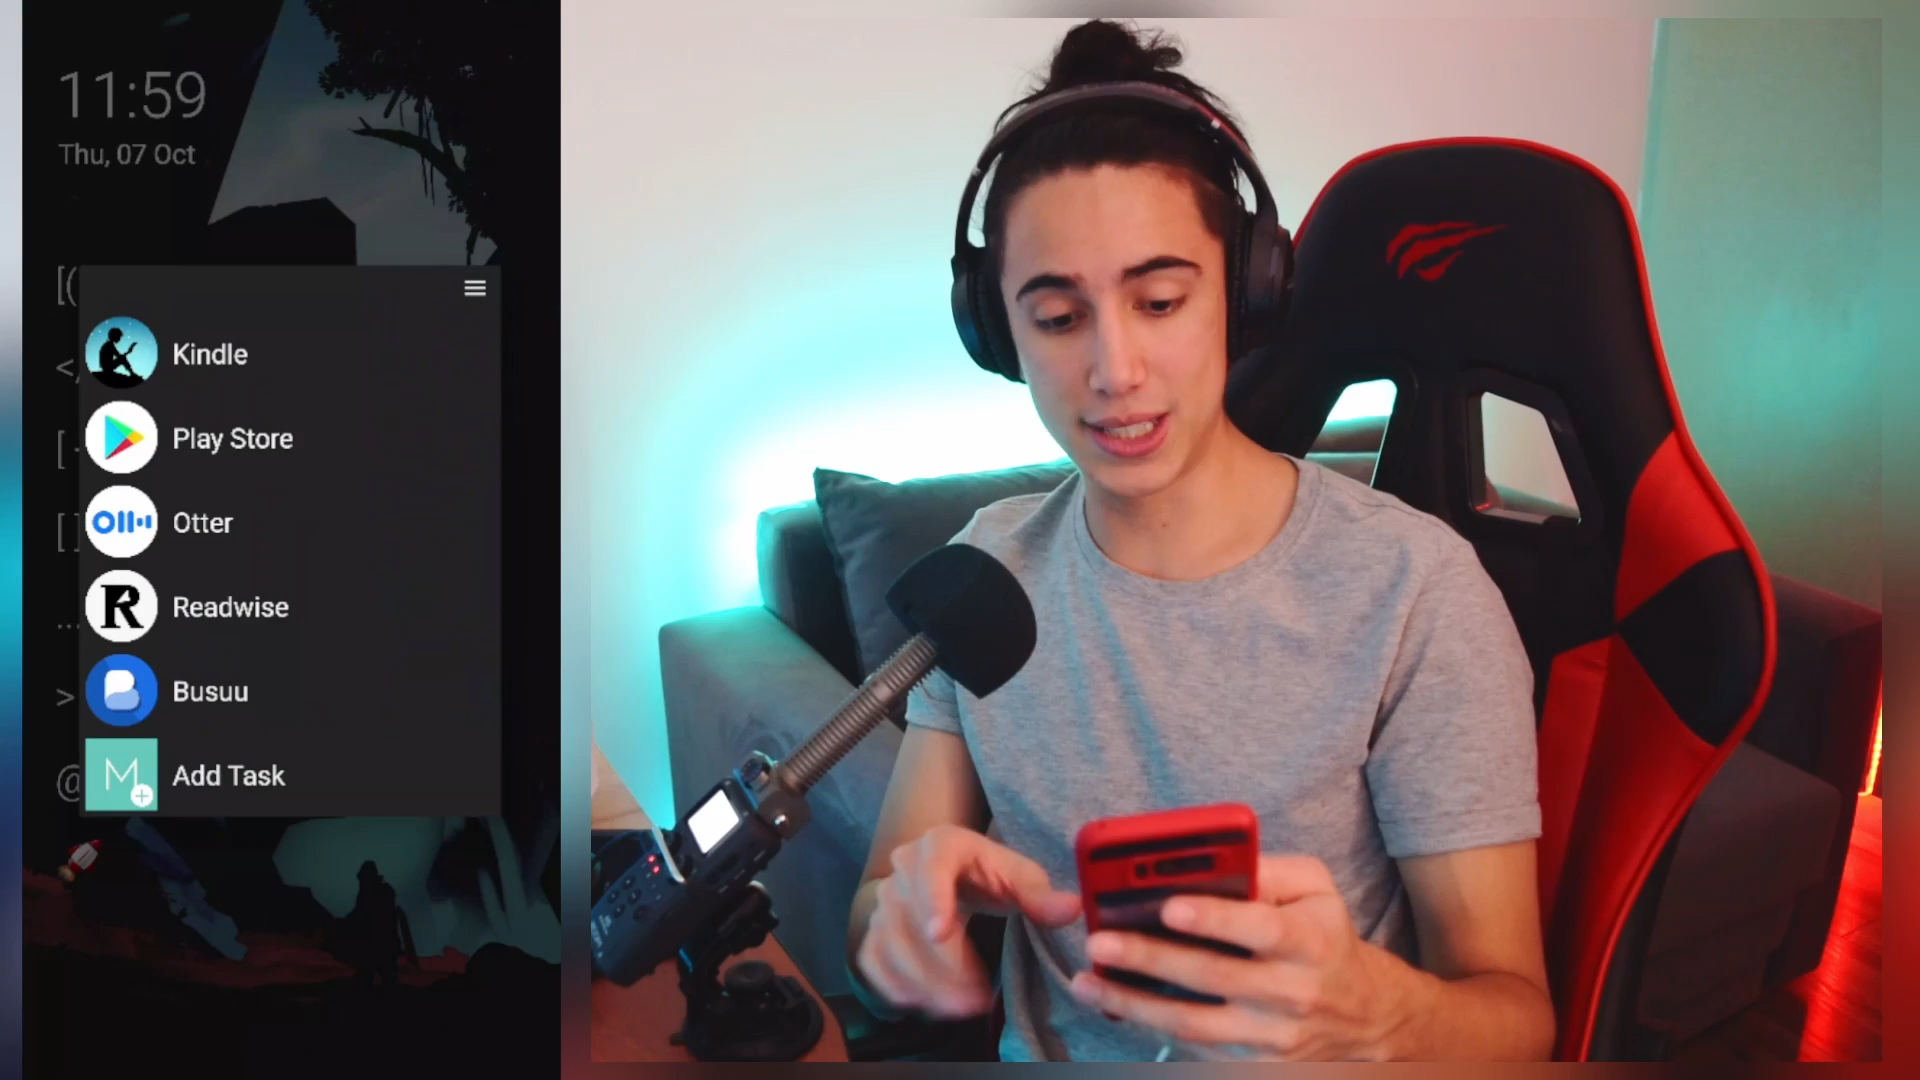 11:59
Thu, 07 Oct
[(
Kindle
<
Play Store
[-
Otter
[]
Readwise
...
Busuu
>
Add Task
@